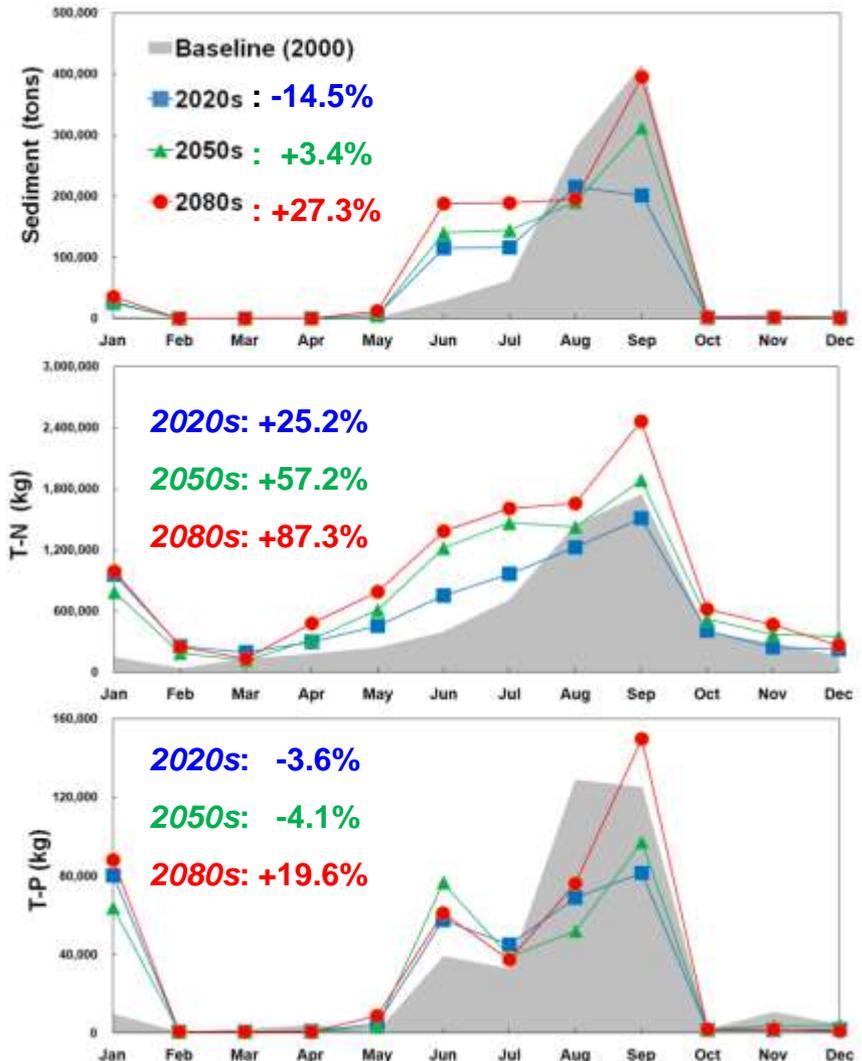 500,000
400,000
300,000
200,000
100,000
0
Sediment (tons)
Baseline (2000)
2020s : -14.5%
2050s : +3.4%
2080s : +27.3%
Jan Feb Mar Apr May Jun Jul Aug Sep Oct Nov Dec
3,000,000
2,400,000
1,800,000
1,200,000
600,000
0
T-N (kg)
2020s: +25.2%
2050s: +57.2%
2080s: +87.3%
Jan Feb Mar Apr May Jun Jul Aug Sep Oct Nov Dec
160,000
120,000
80,000
40,000
0
T-P (kg)
2020s: -3.6%
2050s: -4.1%
2080s: +19.6%
Jan Feb Mar Apr May Jun Jul Aug Sep Oct Nov Dec